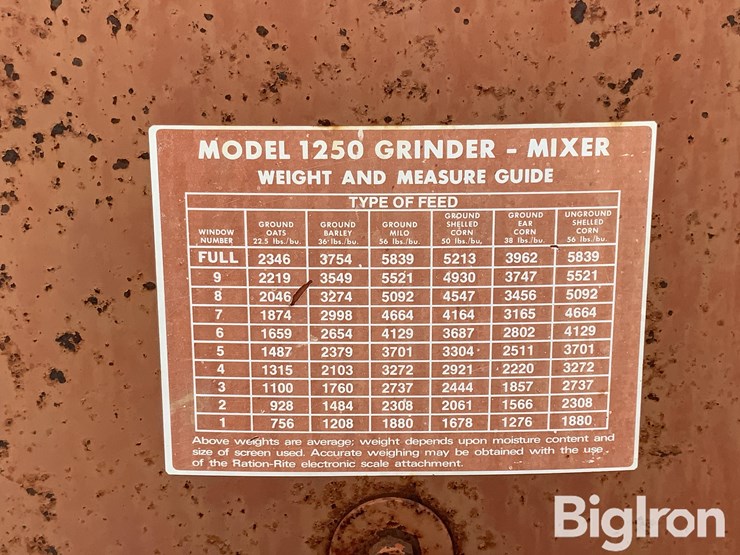 MODEL 1250 GRINDER - MIXER
WEIGHT AND MEASURE GUIDE
TYPE OF FEED
WINDOW NUMBER GROUND OATS 22.5 lbs./bu. GROUND BARLEY 36 lbs./bu. GROUND MILO 56 lbs./bu. GROUND SHELLED CORN 50 lbs./bu. GROUND EAR CORN 38 lbs./bu. UNGROUND SHELLED CORN 56 lbs./bu.
FULL 2346 3754 5839 5213 3962 5839
9 2219 3549 5521 4930 3747 5521
8 2046 3274 5092 4547 3456 5092
7 1874 2998 4664 4164 3165 4664
6 1659 2654 4129 3687 2802 4129
5 1487 2379 3701 3304 2511 3701
4 1315 2103 3272 2921 2220 3272
3 1100 1760 2737 2444 1857 2737
2 928 1484 2308 2061 1566 2308
1 756 1208 1880 1678 1276 1880
Above weights are average; weight depends upon moisture content and
size of screen used. Accurate weighing may be obtained with the use
of the Ration-Rite electronic scale attachment.
BigIron